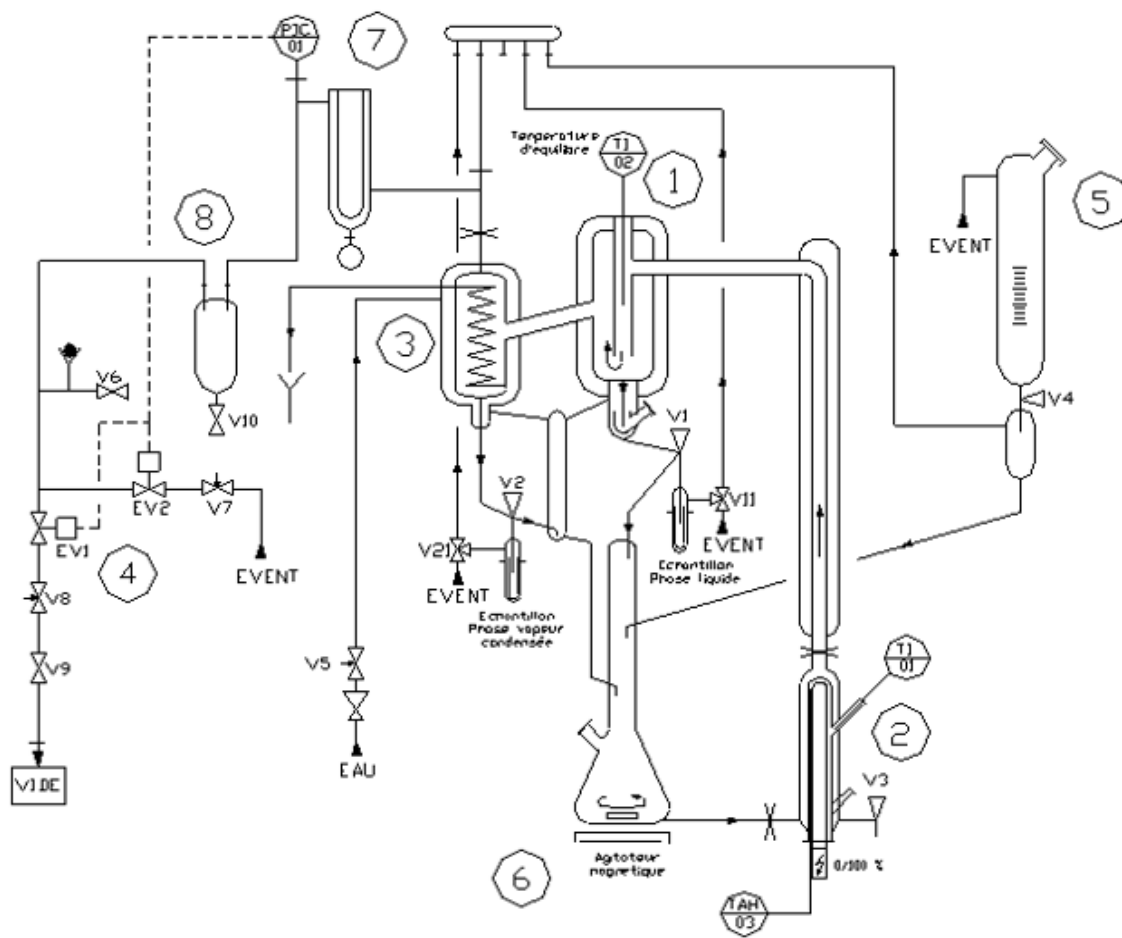 PIC
01
7
Temperature
d'equilibre
TI
02
1
5
EVENT
8
3
V6
V10
V4
V1
EV2
V7
EV1
EVENT
4
V2
V21
EVENT
V11
EVENT
Echantillon
Phase liquide
Echantillon
Phase vapeur
condensée
V8
V9
V5
TI
01
2
VIDE
EAU
V3
6
Agitateur
magnetique
0/100 %
TAH
03